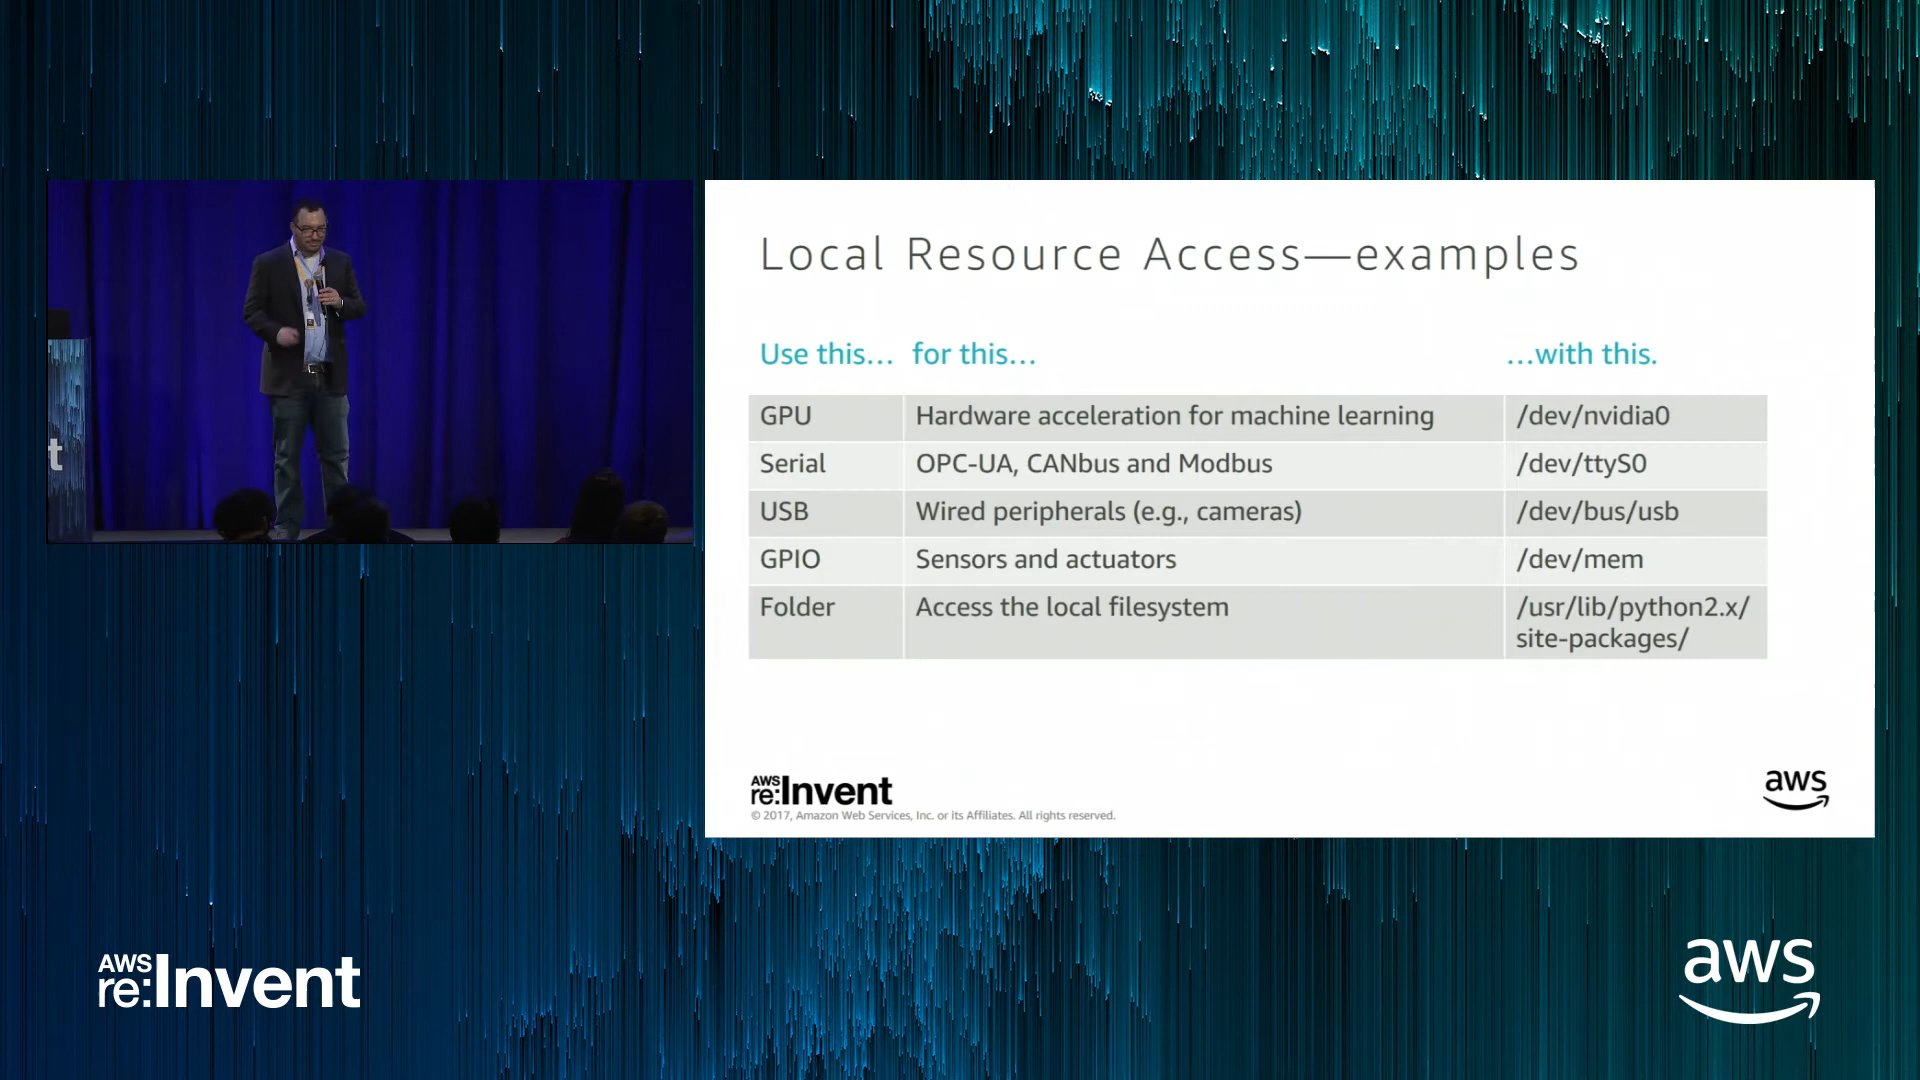 Local Resource Access—examples
Use this... for this... ...with this.
GPU Hardware acceleration for machine learning /dev/nvidia0
Serial OPC-UA, CANbus and Modbus /dev/ttyS0
USB Wired peripherals (e.g., cameras) /dev/bus/usb
GPIO Sensors and actuators /dev/mem
Folder Access the local filesystem /usr/lib/python2.x/
site-packages/
t
AWS
re:Invent
© 2017, Amazon Web Services, Inc. or its Affiliates. All rights reserved.
aws
AWS
re:Invent
aws